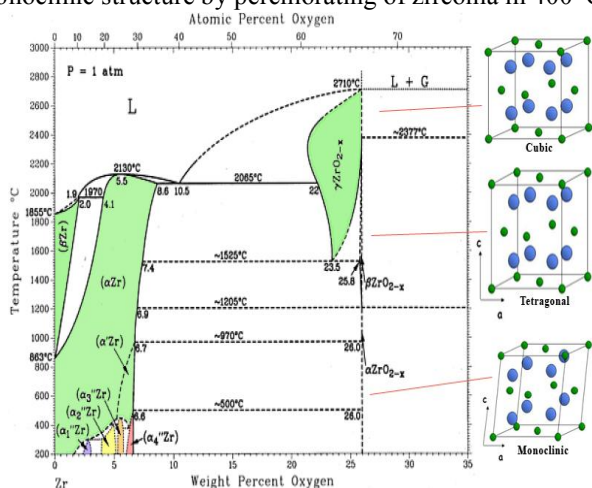 onoclinic structure by perchlorating of zirconia in 400
Atomic Percent Oxygen
0 10 20 30 40 50 60 70
P = 1 atm
L
L + G
2710°C
~2377°C
2130°C
5.5
1.9
1970
2.0
4.1
8.6
10.5
2065°C
22
γZrO2-x
1855°C
(βZr)
(αZr)
7.4
~1525°C
23.5
25.8
βZrO2-x
6.9
~1205°C
(α'Zr)
6.7
~970°C
26.0
αZrO2-x
863°C
(α3''Zr)
(α2''Zr)
(α1''Zr)
(α4''Zr)
6.6
~500°C
26.0
3000
2800
2600
2400
2200
2000
1800
1600
1400
1200
1000
800
600
400
200
Temperature °C
0 5 10 15 20 25 30 35
Zr
Weight Percent Oxygen
Cubic
c
a
Tetragonal
c
a
Monoclinic